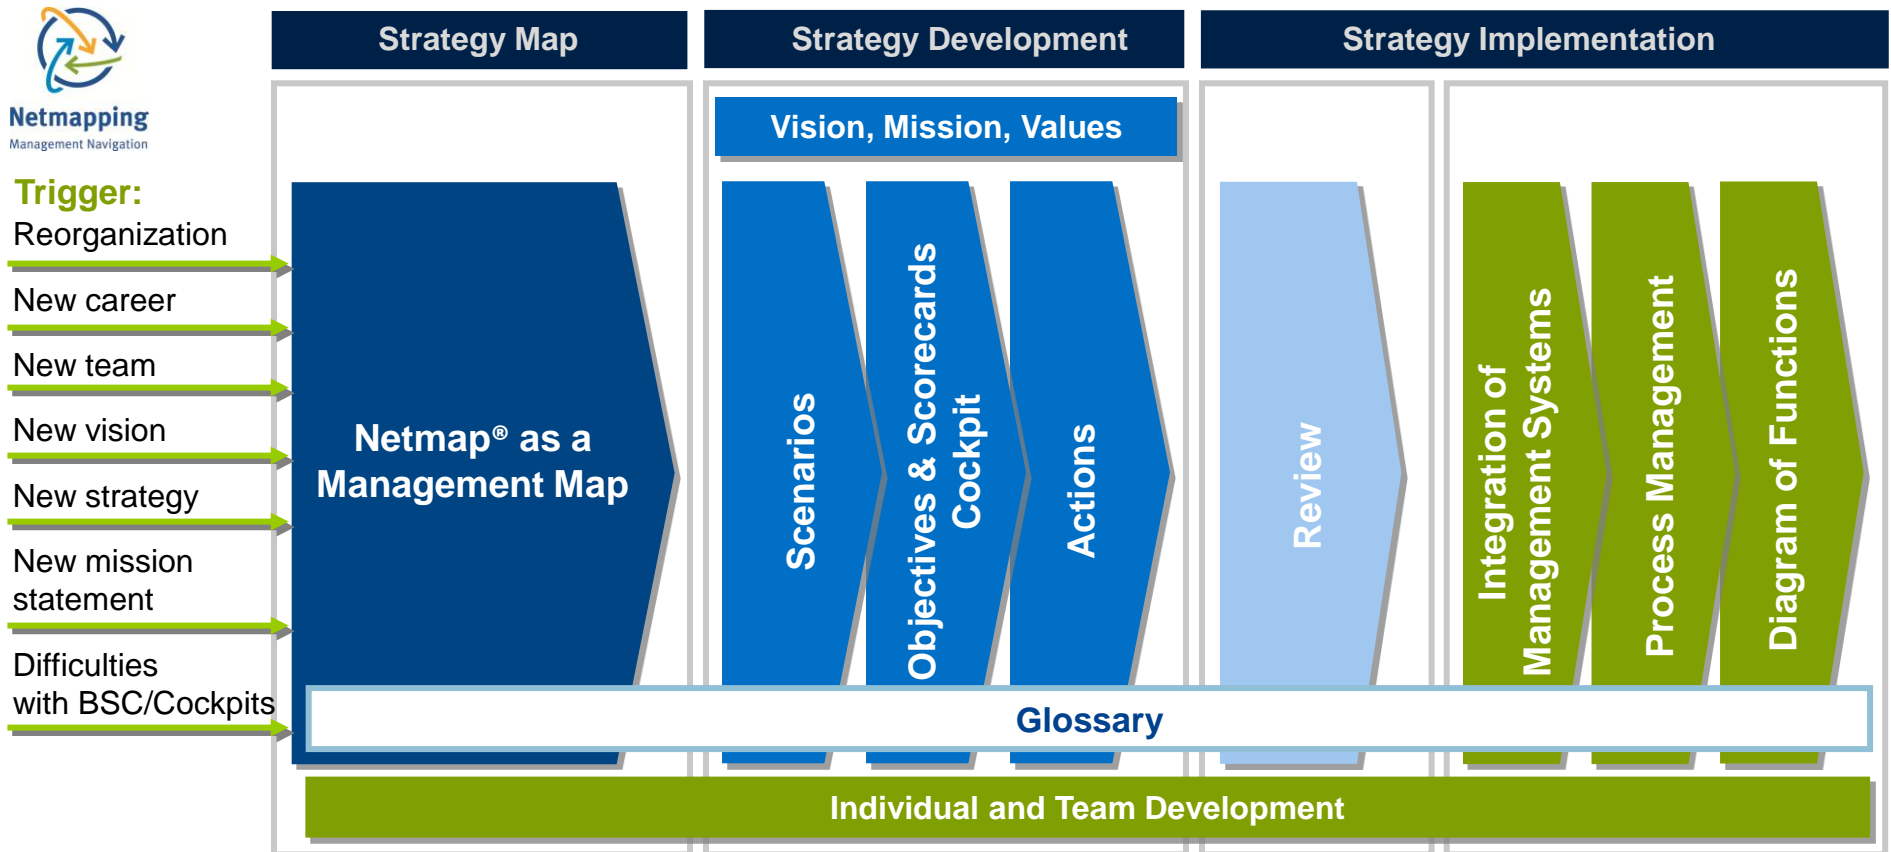 Netmapping
Management Navigation
Strategy Map
Strategy Development
Strategy Implementation
Vision, Mission, Values
Trigger:
Reorganization
New career
New team
New vision
New strategy
New mission
statement
Difficulties
with BSC/Cockpits
Netmap® as a
Management Map
Scenarios
Objectives & Scorecards
Cockpit
Actions
Review
Integration of
Management Systems
Process Management
Diagram of Functions
Glossary
Individual and Team Development